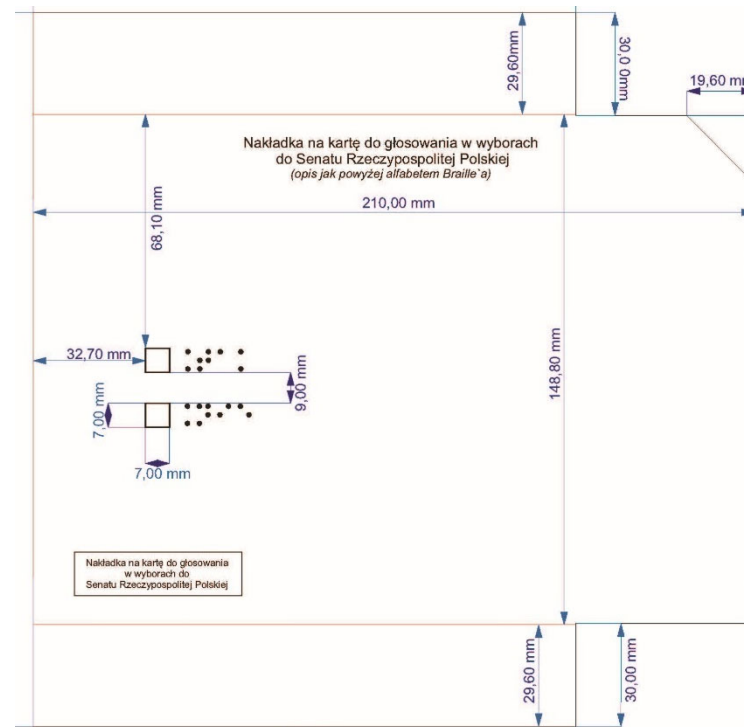 29,60mm
30,0 0mm
19,60 mm
Nakładka na kartę do głosowania w wyborach
do Senatu Rzeczypospolitej Polskiej
(opis jak powyżej alfabetem Braille`a)
210,00 mm
68,10 mm
32,70 mm
9,00 mm
148,80 mm
7,00 mm
7,00 mm
Nakładka na kartę do głosowania
w wyborach do
Senatu Rzeczypospolitej Polskiej
29,60 mm
30,00 mm